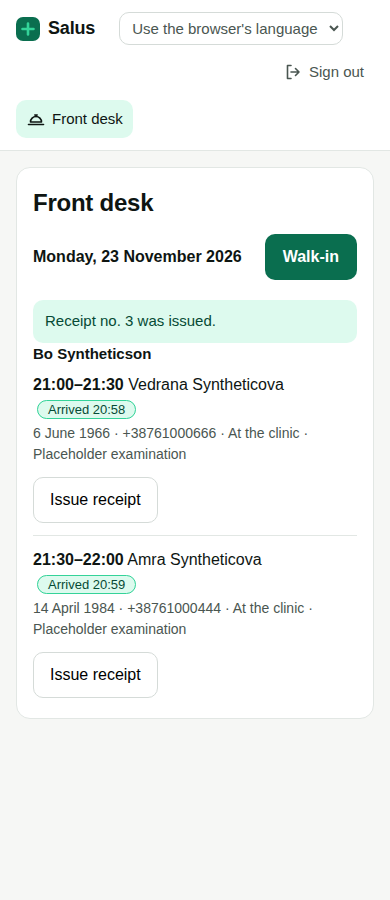 Salus
Use the browser's language
Sign out
Front desk
Front desk
Monday, 23 November 2026
Walk-in
Receipt no. 3 was issued.
Bo Syntheticson
21:00–21:30 Vedrana Syntheticova
Arrived 20:58
6 June 1966 · +38761000666 · At the clinic ·
Placeholder examination
Issue receipt
21:30–22:00 Amra Syntheticova
Arrived 20:59
14 April 1984 · +38761000444 · At the clinic ·
Placeholder examination
Issue receipt